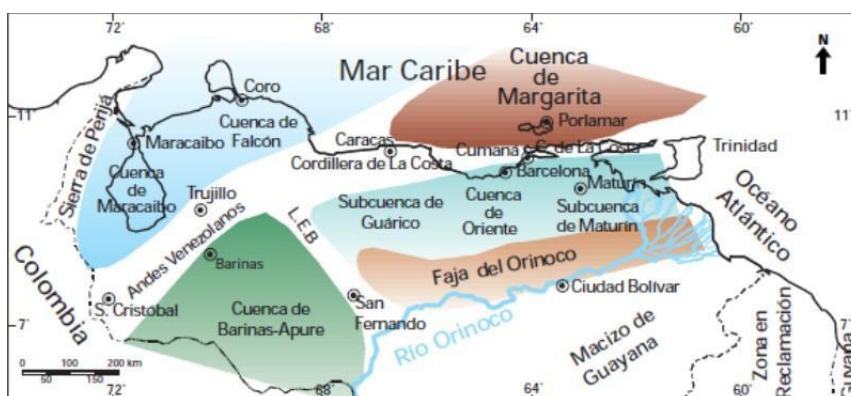 72°
68°
64°
60°
N
11°
11°
7°
7°
72°
68°
64°
60°
Mar Caribe
Cuenca
de
Margarita
Porlamar
Coro
Cuenca de
Falcón
Sierra de Perijá
Maracaibo
Cuenca
de
Maracaibo
Caracas
Cordillera de La Costa
Cumaná
C. de La Costa
Trinidad
Barcelona
Maturín
Trujillo
Andes Venezolanos
L.E.B
Subcuenca de
Guárico
Cuenca
de
Oriente
Subcuenca
de Maturín
Océano
Atlántico
Colombia
S. Cristóbal
Barinas
Cuenca de
Barinas-Apure
San
Fernando
Faja del Orinoco
Ciudad Bolívar
Río Orinoco
Macizo de
Guayana
Zona en
Reclamación
Guyana
0 100 200 km
50 150